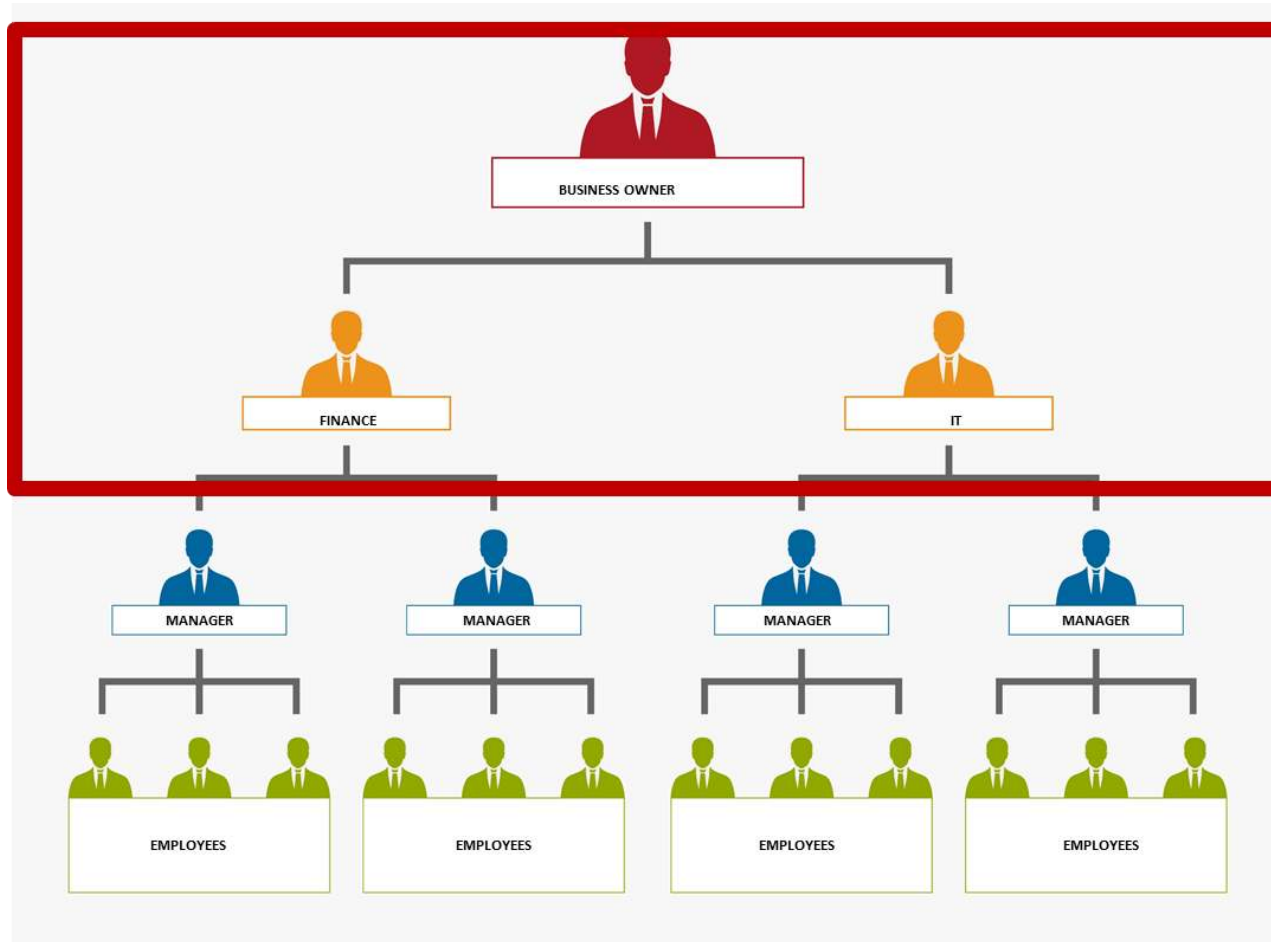 BUSINESS OWNER
FINANCE
IT
MANAGER
MANAGER
MANAGER
MANAGER
EMPLOYEES
EMPLOYEES
EMPLOYEES
EMPLOYEES